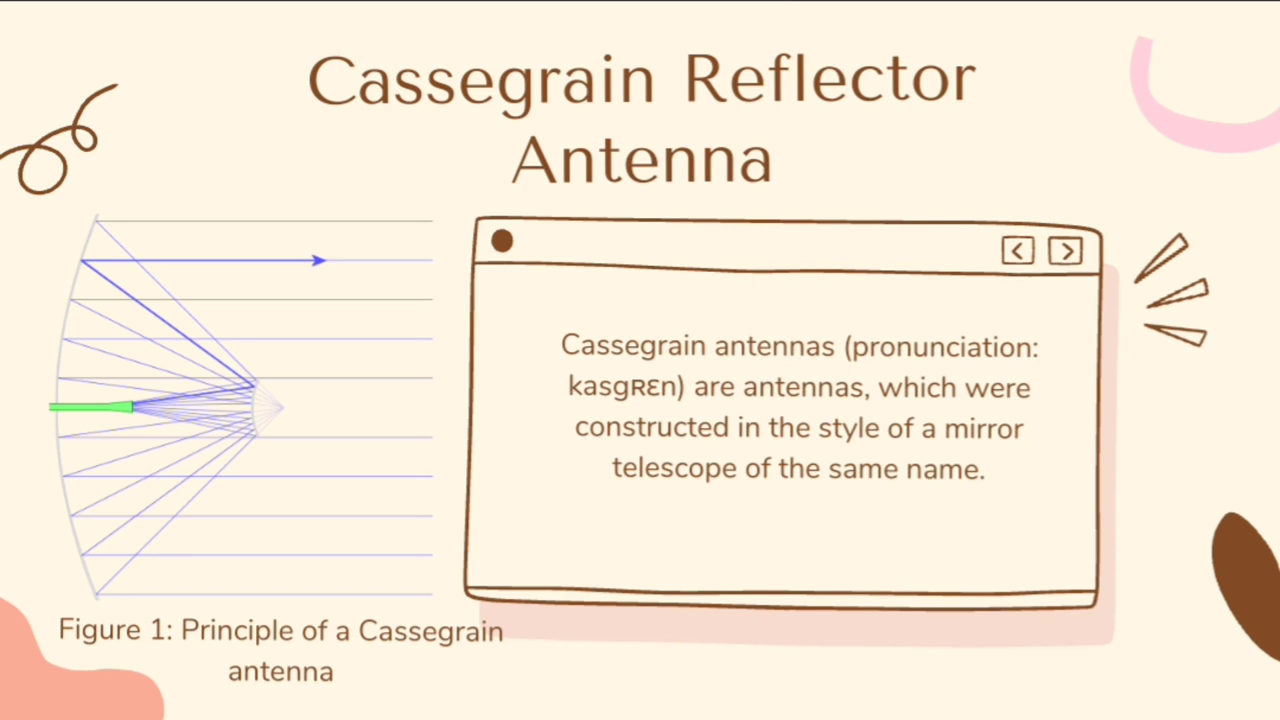 Cassegrain Reflector
Antenna
Cassegrain antennas (pronunciation:
kasgʀɛn) are antennas, which were
constructed in the style of a mirror
telescope of the same name.
Figure 1: Principle of a Cassegrain
antenna